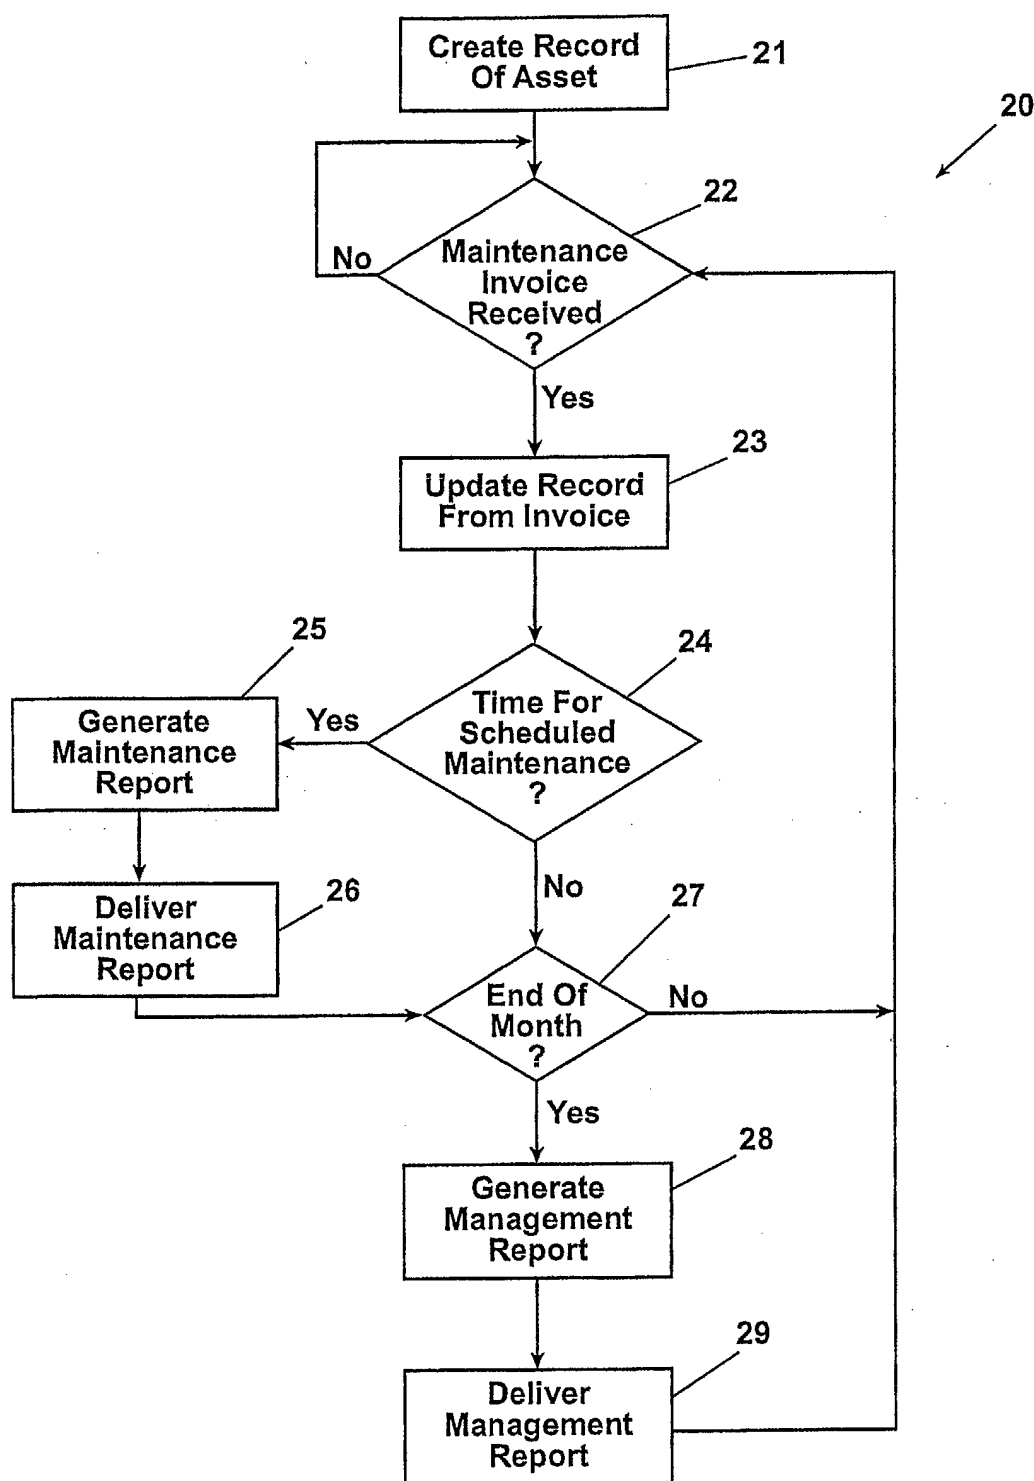 Create Record
Of Asset
21
20
22
Maintenance
Invoice
Received
?
No
Yes
23
Update Record
From Invoice
25
24
Time For
Scheduled
Maintenance
?
Yes
Generate
Maintenance
Report
No
26
Deliver
Maintenance
Report
27
End Of
Month
?
No
Yes
28
Generate
Management
Report
29
Deliver
Management
Report